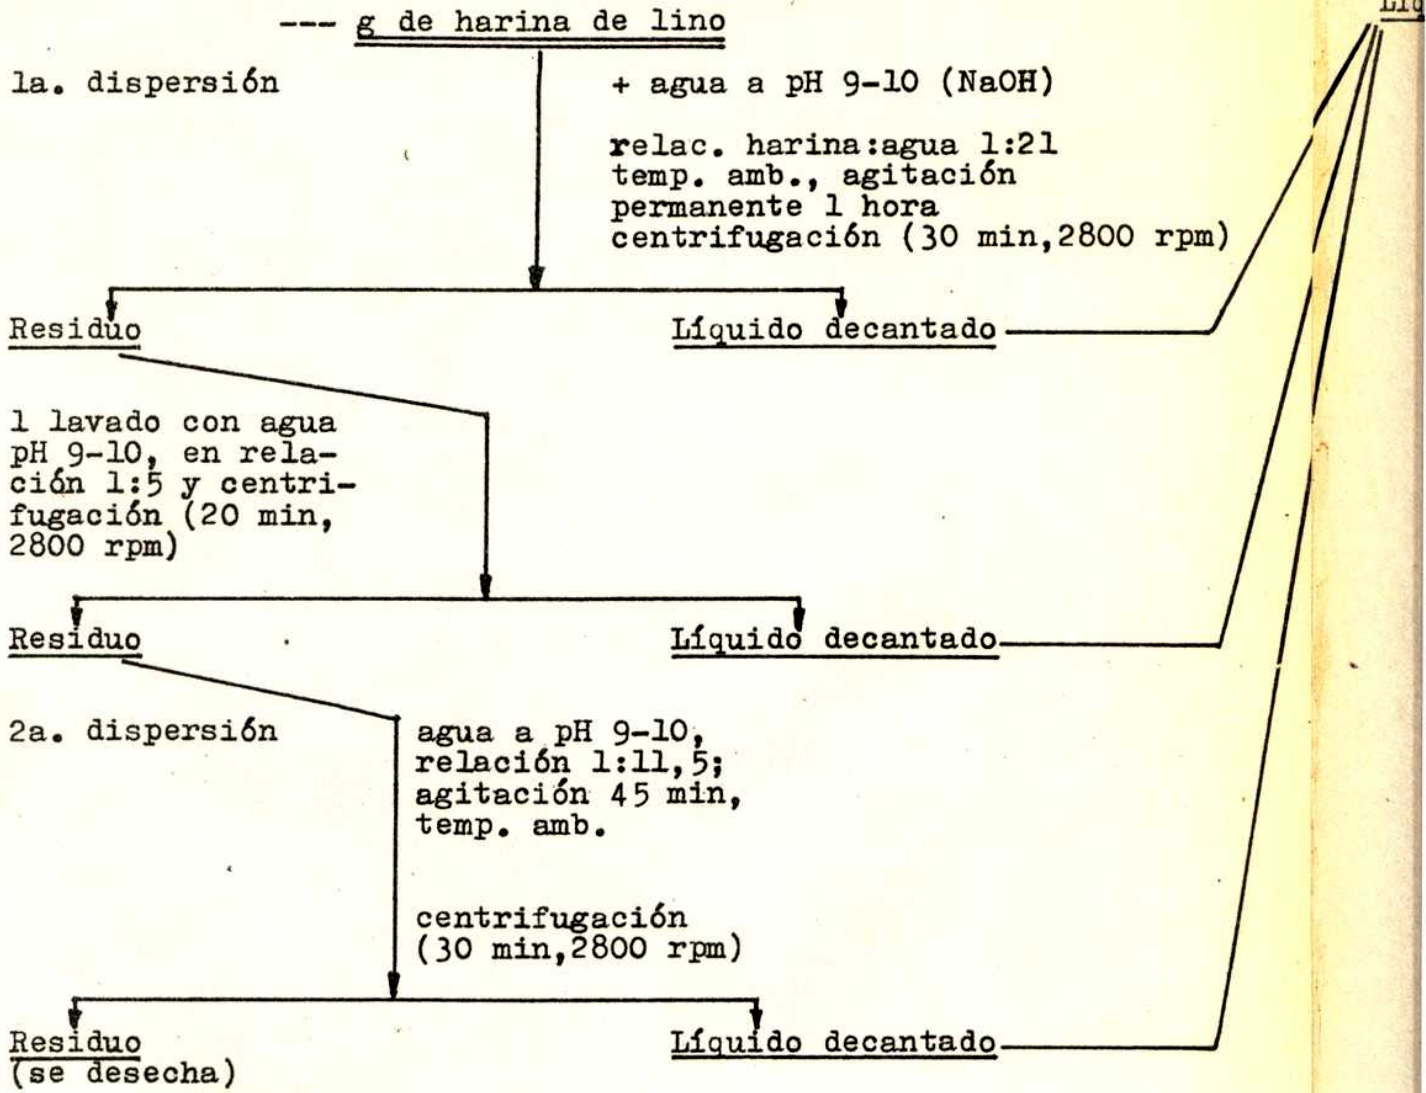 --- g de harina de lino
1a. dispersión
+ agua a pH 9-10 (NaOH)
relac. harina:agua 1:21
temp. amb., agitación
permanente 1 hora
centrifugación (30 min,2800 rpm)
Residuo
Líquido decantado
1 lavado con agua
pH 9-10, en rela-
ción 1:5 y centri-
fugación (20 min,
2800 rpm)
Residuo
Líquido decantado
2a. dispersión
agua a pH 9-10,
relación 1:11,5;
agitación 45 min,
temp. amb.
centrifugación
(30 min,2800 rpm)
Residuo
(se desecha)
Líquido decantado